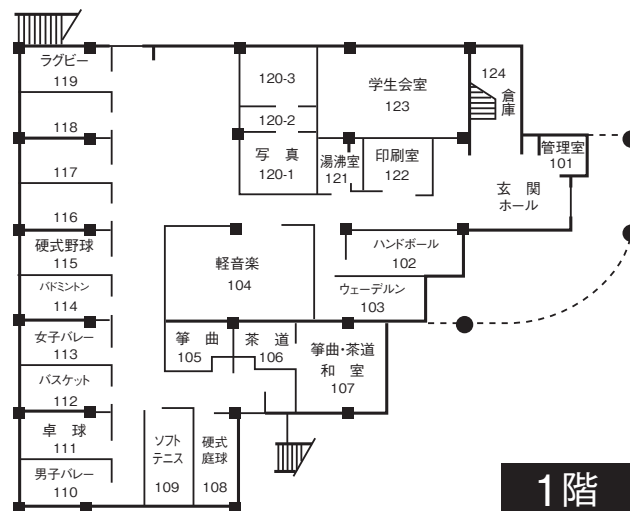 ラグビー
119
118
117
116
硬式野球
115
バドミントン
114
女子バレー
113
バスケット
112
卓 球
111
男子バレー
110
120-3
120-2
写 真
120-1
学生会室
123
124
倉庫
湯沸室
121
印刷室
122
管理室
101
玄 関
ホール
ハンドボール
102
ウェーデルン
103
軽音楽
104
箏 曲
105
茶 道
106
箏曲・茶道
和 室
107
ソフト
テニス
109
硬式
庭球
108
1階